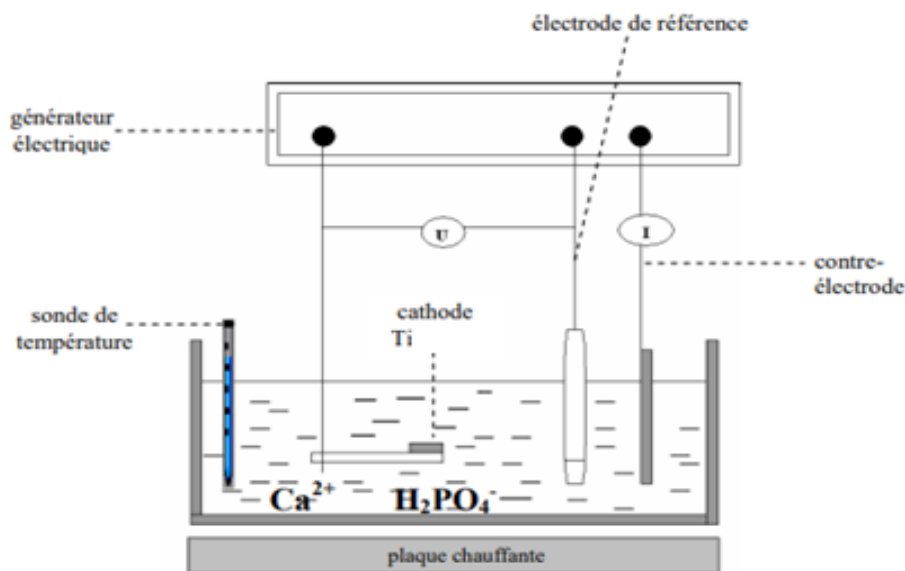 électrode de référence
générateur
électrique
U
I
contre-
électrode
sonde de
température
cathode
Ti
Ca²⁺
H₂PO₄⁻
plaque chauffante